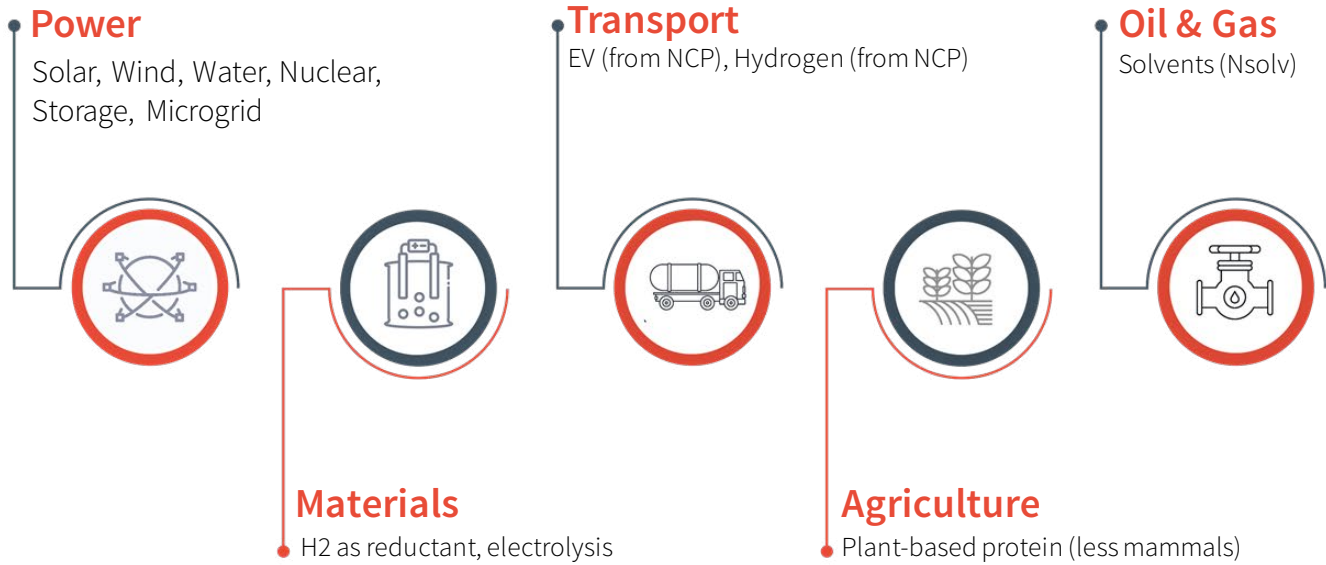 Power
Solar, Wind, Water, Nuclear,
Storage, Microgrid
Transport
EV (from NCP), Hydrogen (from NCP)
Oil & Gas
Solvents (Nsolv)
Materials
H2 as reductant, electrolysis
Agriculture
Plant-based protein (less mammals)